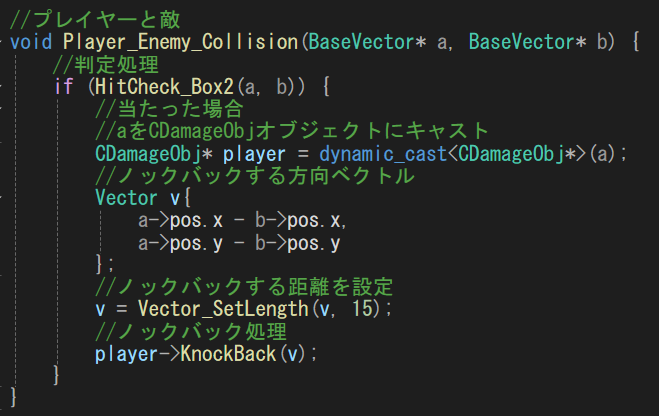 //プレイヤーと敵
void Player_Enemy_Collision(BaseVector* a, BaseVector* b) {
//判定処理
if (HitCheck_Box2(a, b)) {
//当たった場合
//aをCDamageObjオブジェクトにキャスト
CDamageObj* player = dynamic_cast<CDamageObj*>(a);
//ノックバックする方向ベクトル
Vector v{
a->pos.x - b->pos.x,
a->pos.y - b->pos.y
};
//ノックバックする距離を設定
v = Vector_SetLength(v, 15);
//ノックバック処理
player->KnockBack(v);
}
}